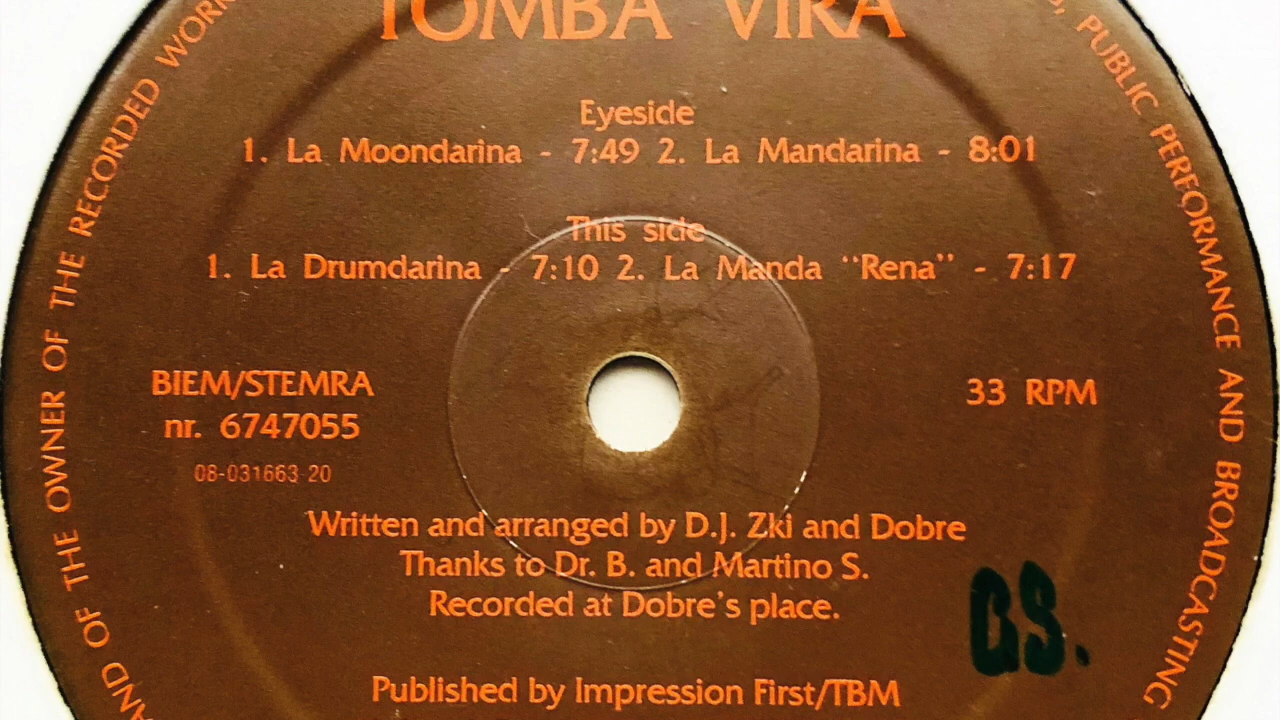 TOMBA VIRA
Eyeside
1. La Moondarina - 7:49 2. La Mandarina - 8:01
This side
1. La Drumdarina - 7:10 2. La Manda “Rena” - 7:17
BIEM/STEMRA
nr. 6747055
08-031663-20
33 RPM
Written and arranged by D.J. Zki and Dobre
Thanks to Dr. B. and Martino S.
Recorded at Dobre's place.
GS.
Published by Impression First/TBM
AND OF THE OWNER OF THE RECORDED WORK
PUBLIC PERFORMANCE AND BROADCASTING